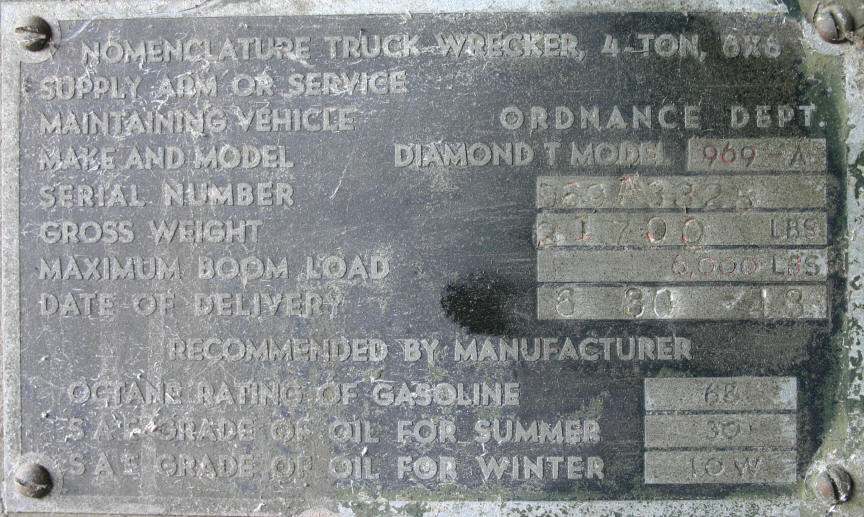 NOMENCLATURE TRUCK WRECKER, 4-TON, 6X6
SUPPLY ARM OR SERVICE
MAINTAINING VEHICLE ORDNANCE DEPT.
MAKE AND MODEL DIAMOND T MODEL 969-A
SERIAL NUMBER
GROSS WEIGHT 21700 LBS
MAXIMUM BOOM LOAD 6,000 LBS
DATE OF DELIVERY
RECOMMENDED BY MANUFACTURER
OCTANE RATING OF GASOLINE 68
S A E GRADE OF OIL FOR SUMMER 30
S A E GRADE OF OIL FOR WINTER 10W